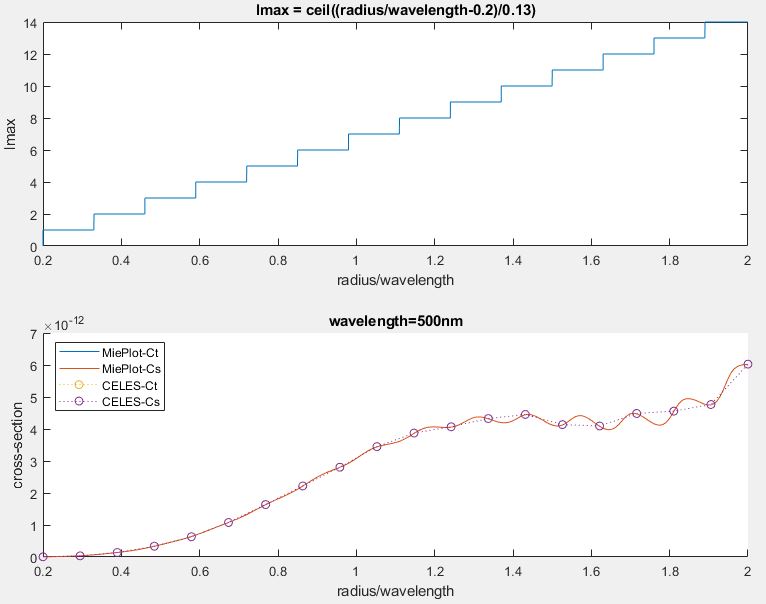 lmax = ceil((radius/wavelength-0.2)/0.13)
14
12
10
8
6
4
2
0
lmax
0.2 0.4 0.6 0.8 1 1.2 1.4 1.6 1.8 2
radius/wavelength
wavelength=500nm
×10-12
7
6
5
4
3
2
1
0
cross-section
MiePlot-Ct
MiePlot-Cs
CELES-Ct
CELES-Cs
0.2 0.4 0.6 0.8 1 1.2 1.4 1.6 1.8 2
radius/wavelength